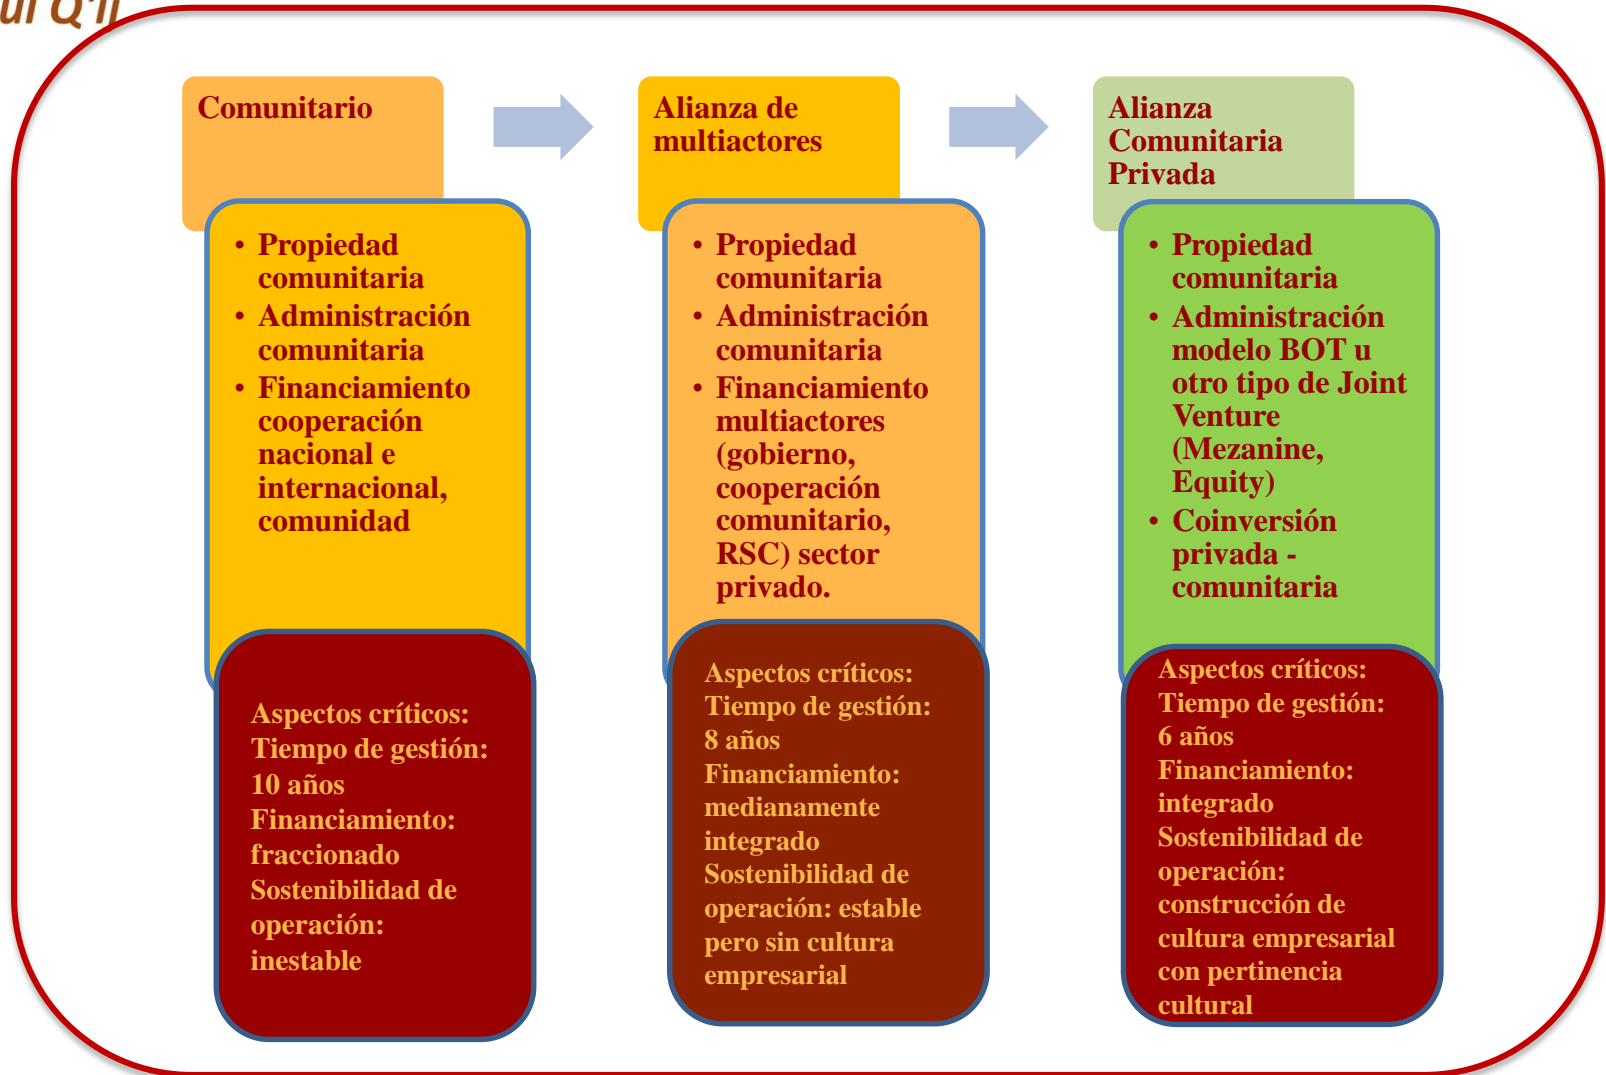 Comunitario
• Propiedad
comunitaria
• Administración
comunitaria
• Financiamiento
cooperación
nacional e
internacional,
comunidad
Aspectos críticos:
Tiempo de gestión:
10 años
Financiamiento:
fraccionado
Sostenibilidad de
operación:
inestable
Alianza de
multiactores
• Propiedad
comunitaria
• Administración
comunitaria
• Financiamiento
multiactores
(gobierno,
cooperación
comunitario,
RSC) sector
privado.
Aspectos críticos:
Tiempo de gestión:
8 años
Financiamiento:
medianamente
integrado
Sostenibilidad de
operación: estable
pero sin cultura
empresarial
Alianza
Comunitaria
Privada
• Propiedad
comunitaria
• Administración
modelo BOT u
otro tipo de Joint
Venture
(Mezanine,
Equity)
• Coinversión
privada -
comunitaria
Aspectos críticos:
Tiempo de gestión:
6 años
Financiamiento:
integrado
Sostenibilidad de
operación:
construcción de
cultura empresarial
con pertinencia
cultural